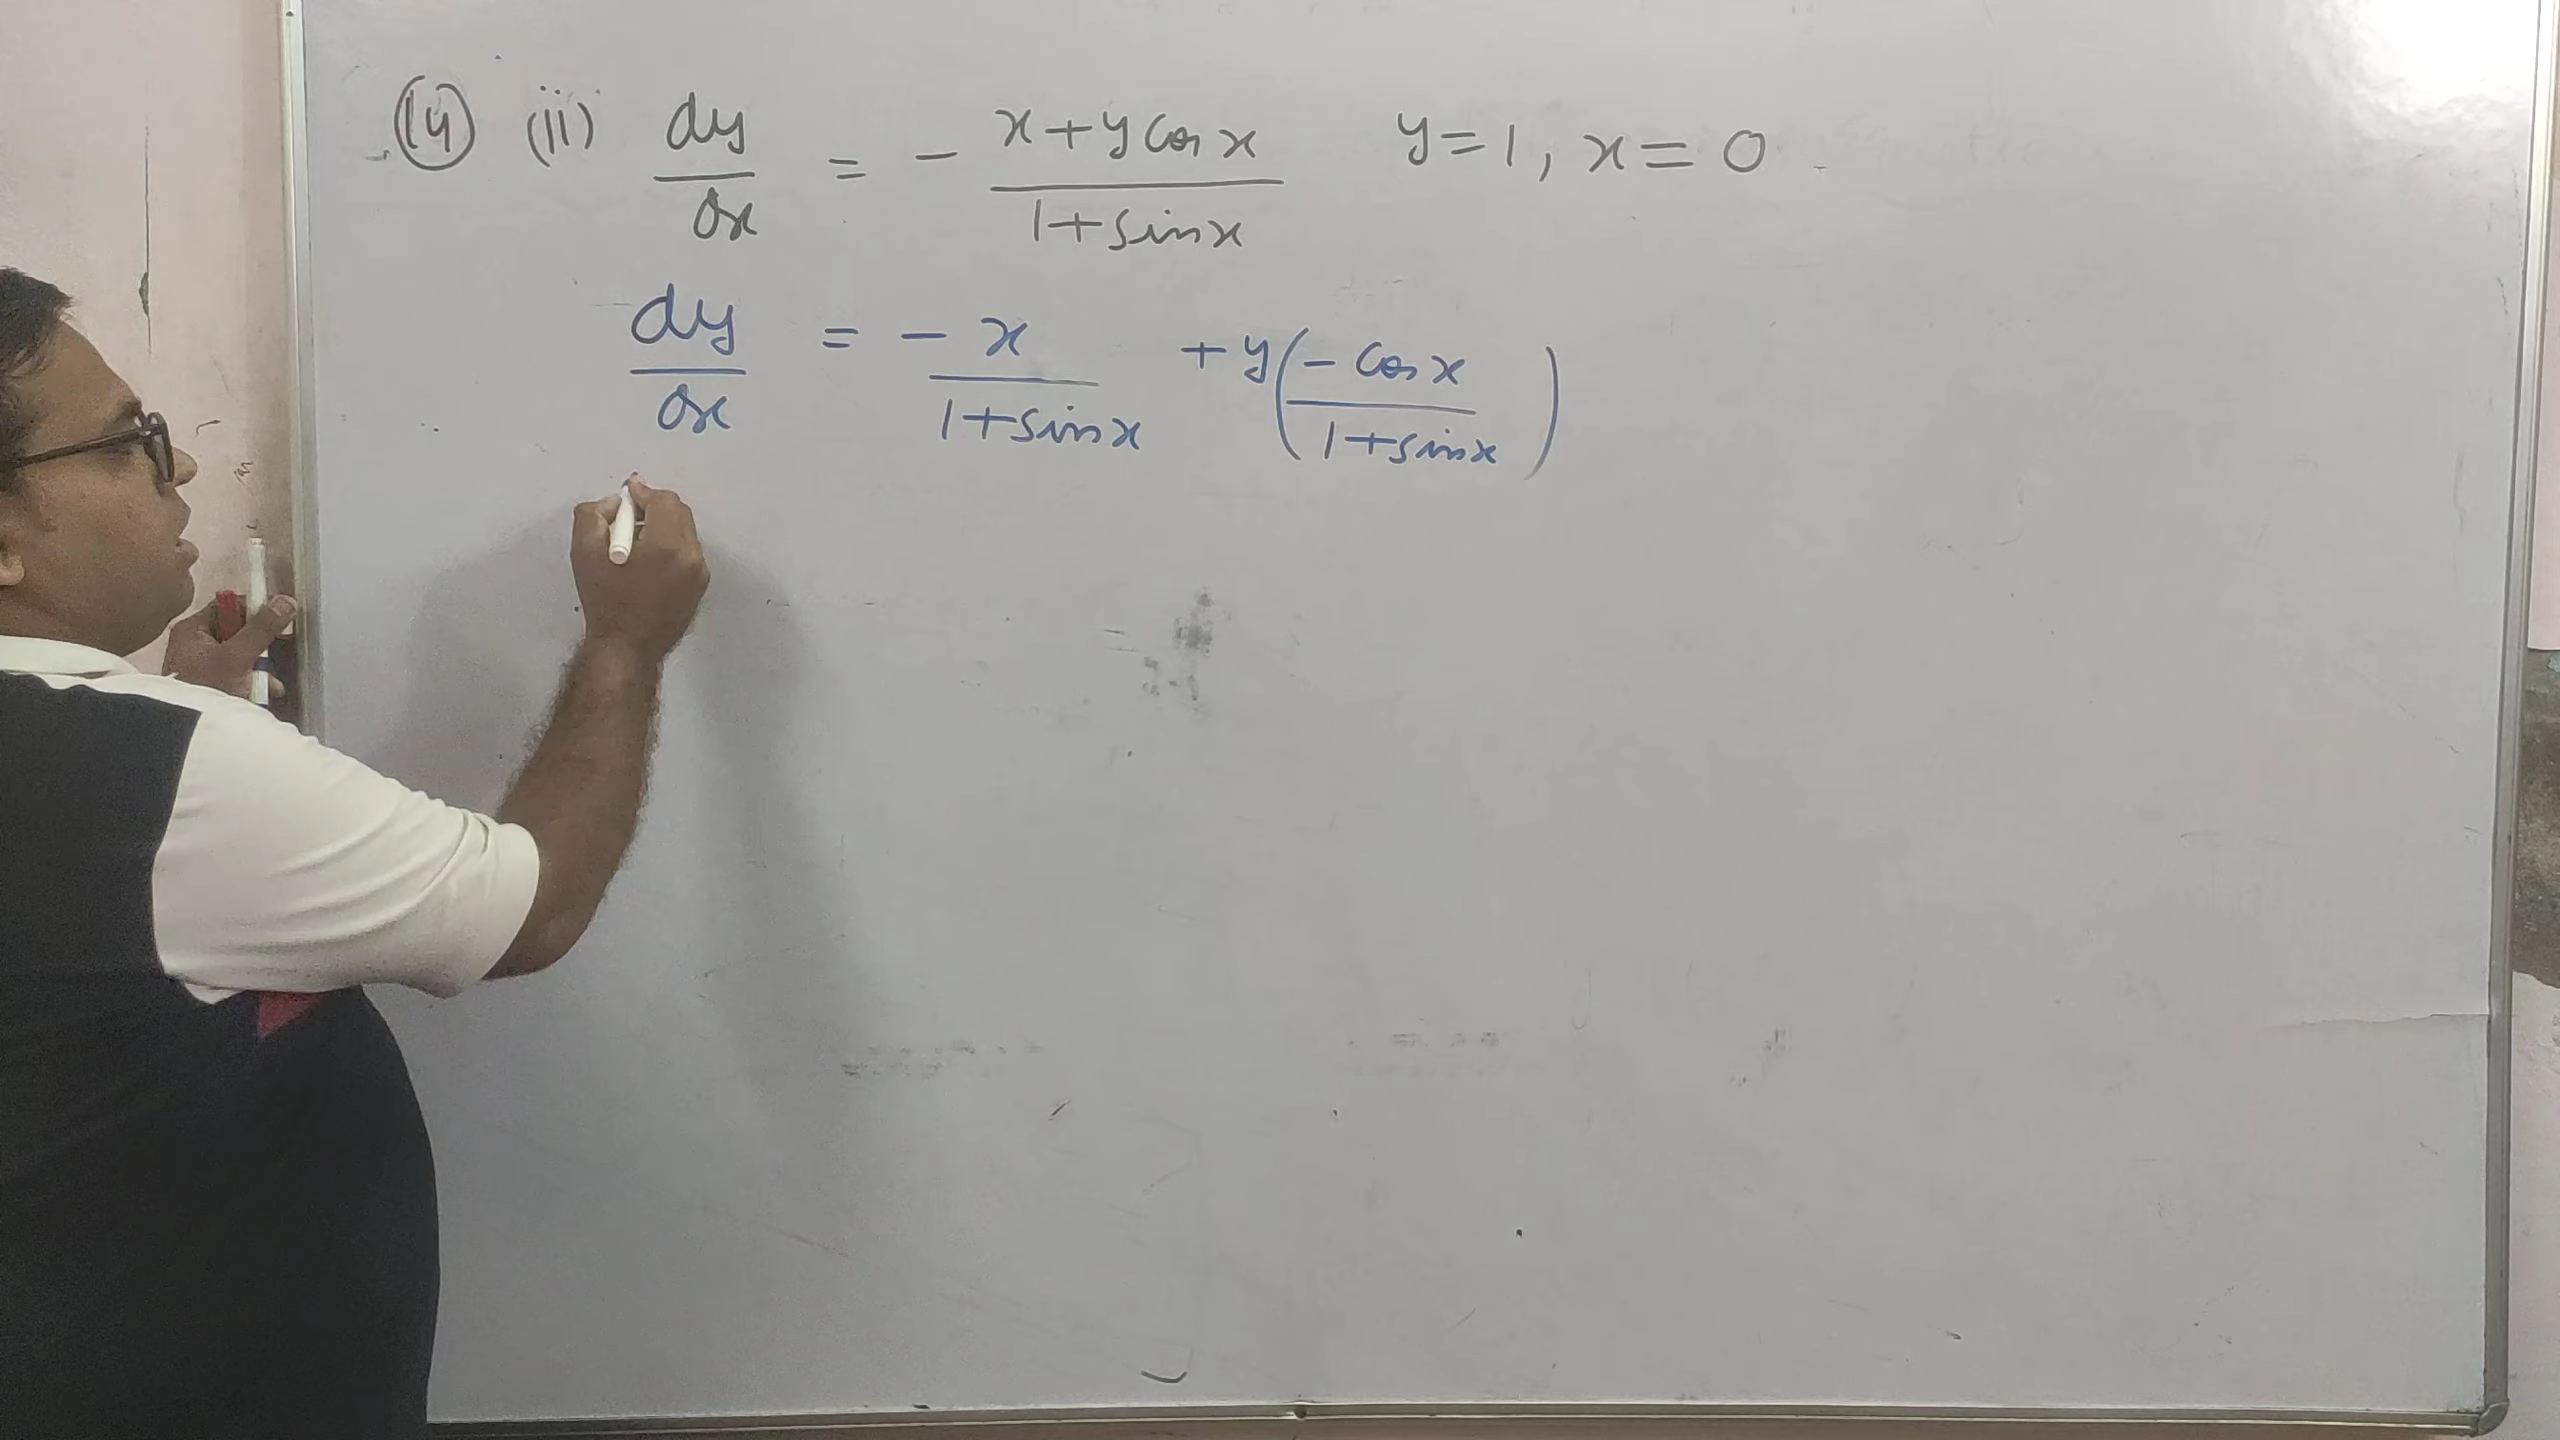 (14) (ii) dy/dx = - (x + y cos x)/(1 + sin x)   y = 1, x = 0
dy/dx = - x/(1 + sin x) + y(- cos x/(1 + sin x))